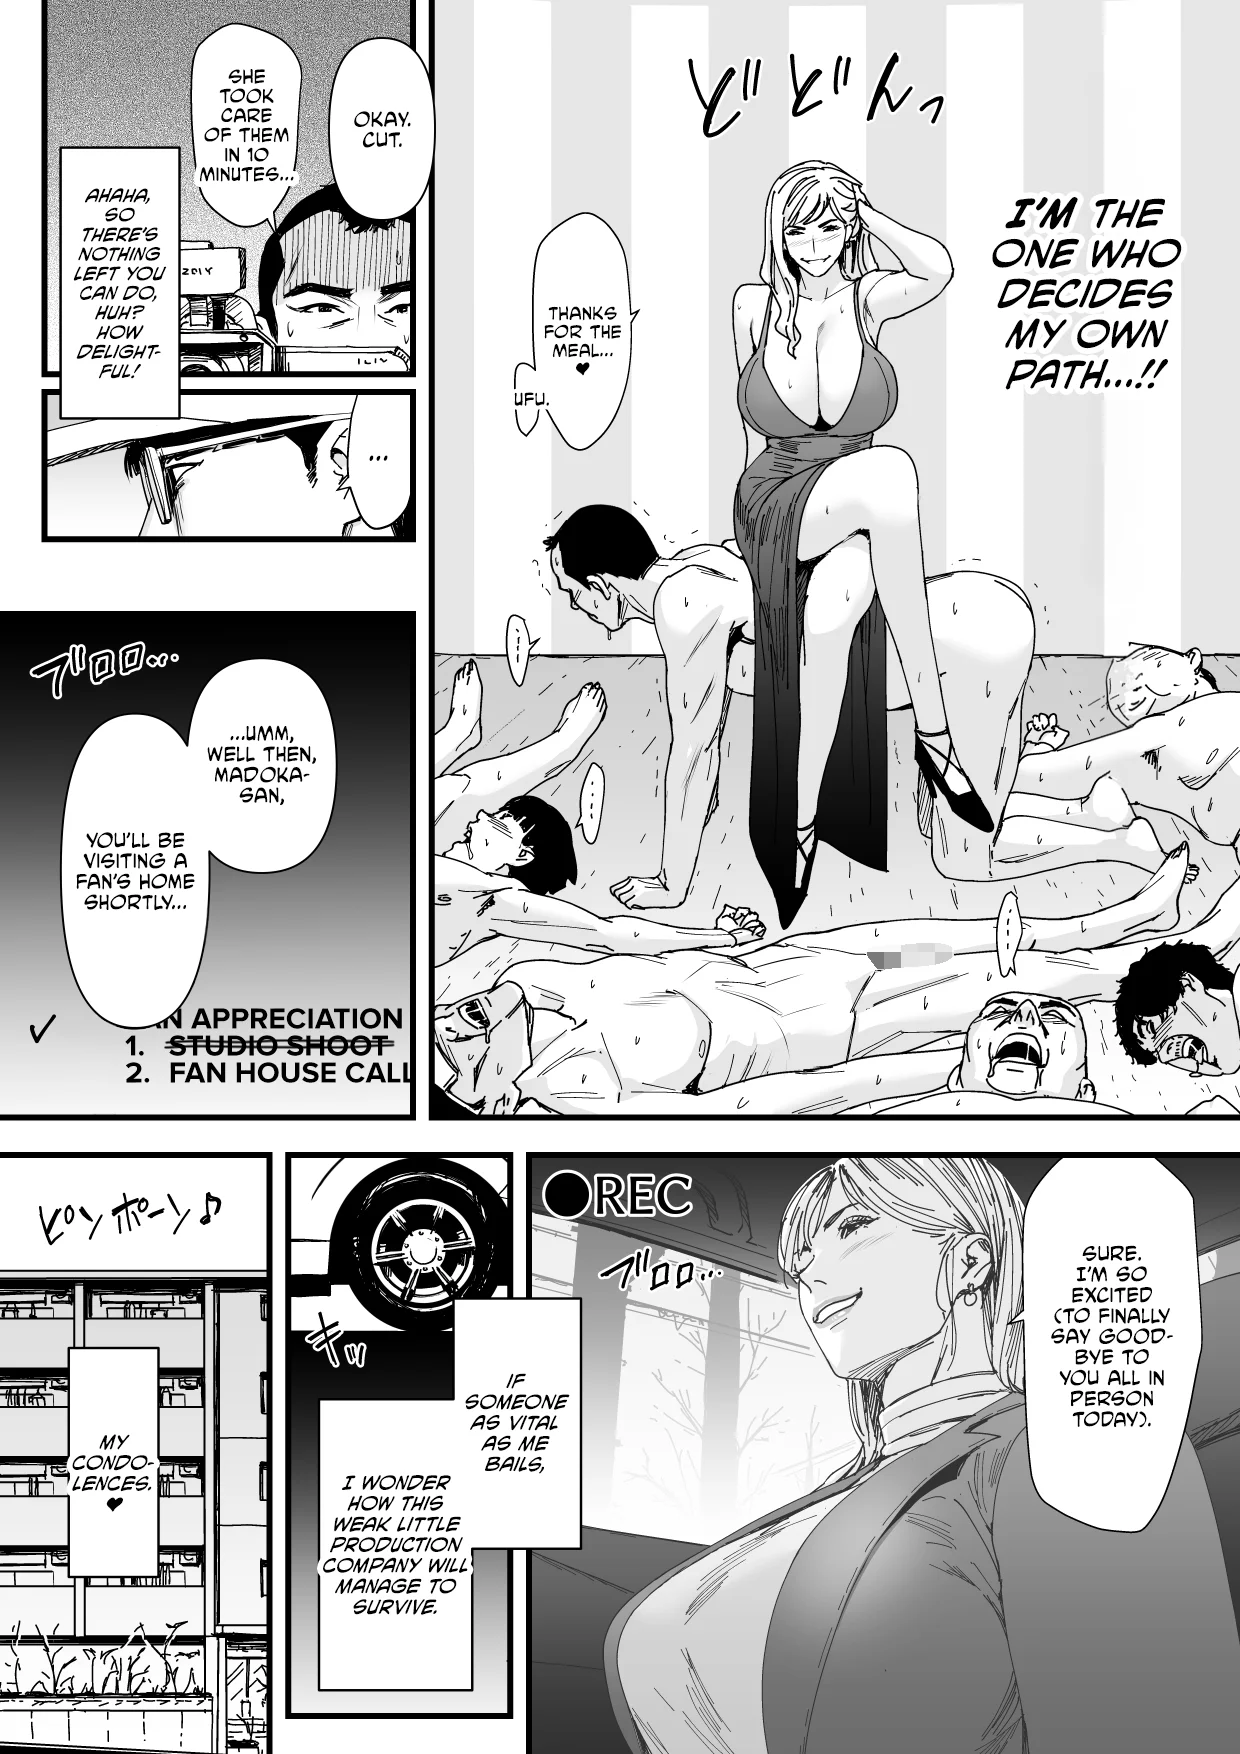 どどんっ
I'M THE
ONE WHO
DECIDES
MY OWN
PATH...!!
THANKS
FOR THE
MEAL...
♥
UFU.
OKAY.
CUT.
SHE
TOOK
CARE
OF THEM
IN 10
MINUTES...
AHAHA,
SO
THERE'S
NOTHING
LEFT YOU
CAN DO,
HUH?
HOW
DELIGHT-
FUL!
...
ブロロ...
...UMM,
WELL THEN,
MADOKA-
SAN,
YOU'LL BE
VISITING A
FAN'S HOME
SHORTLY...
AN APPRECIATION
✓ 1. STUDIO SHOOT
2. FAN HOUSE CALL
●REC
ブロロ...
SURE.
I'M SO
EXCITED
(TO FINALLY
SAY GOOD-
BYE TO
YOU ALL IN
PERSON
TODAY).
キッ
IF
SOMEONE
AS VITAL
AS ME
BAILS,
I WONDER
HOW THIS
WEAK LITTLE
PRODUCTION
COMPANY WILL
MANAGE TO
SURVIVE.
ピンポーン♪
MY
CONDO-
LENCES.
♥